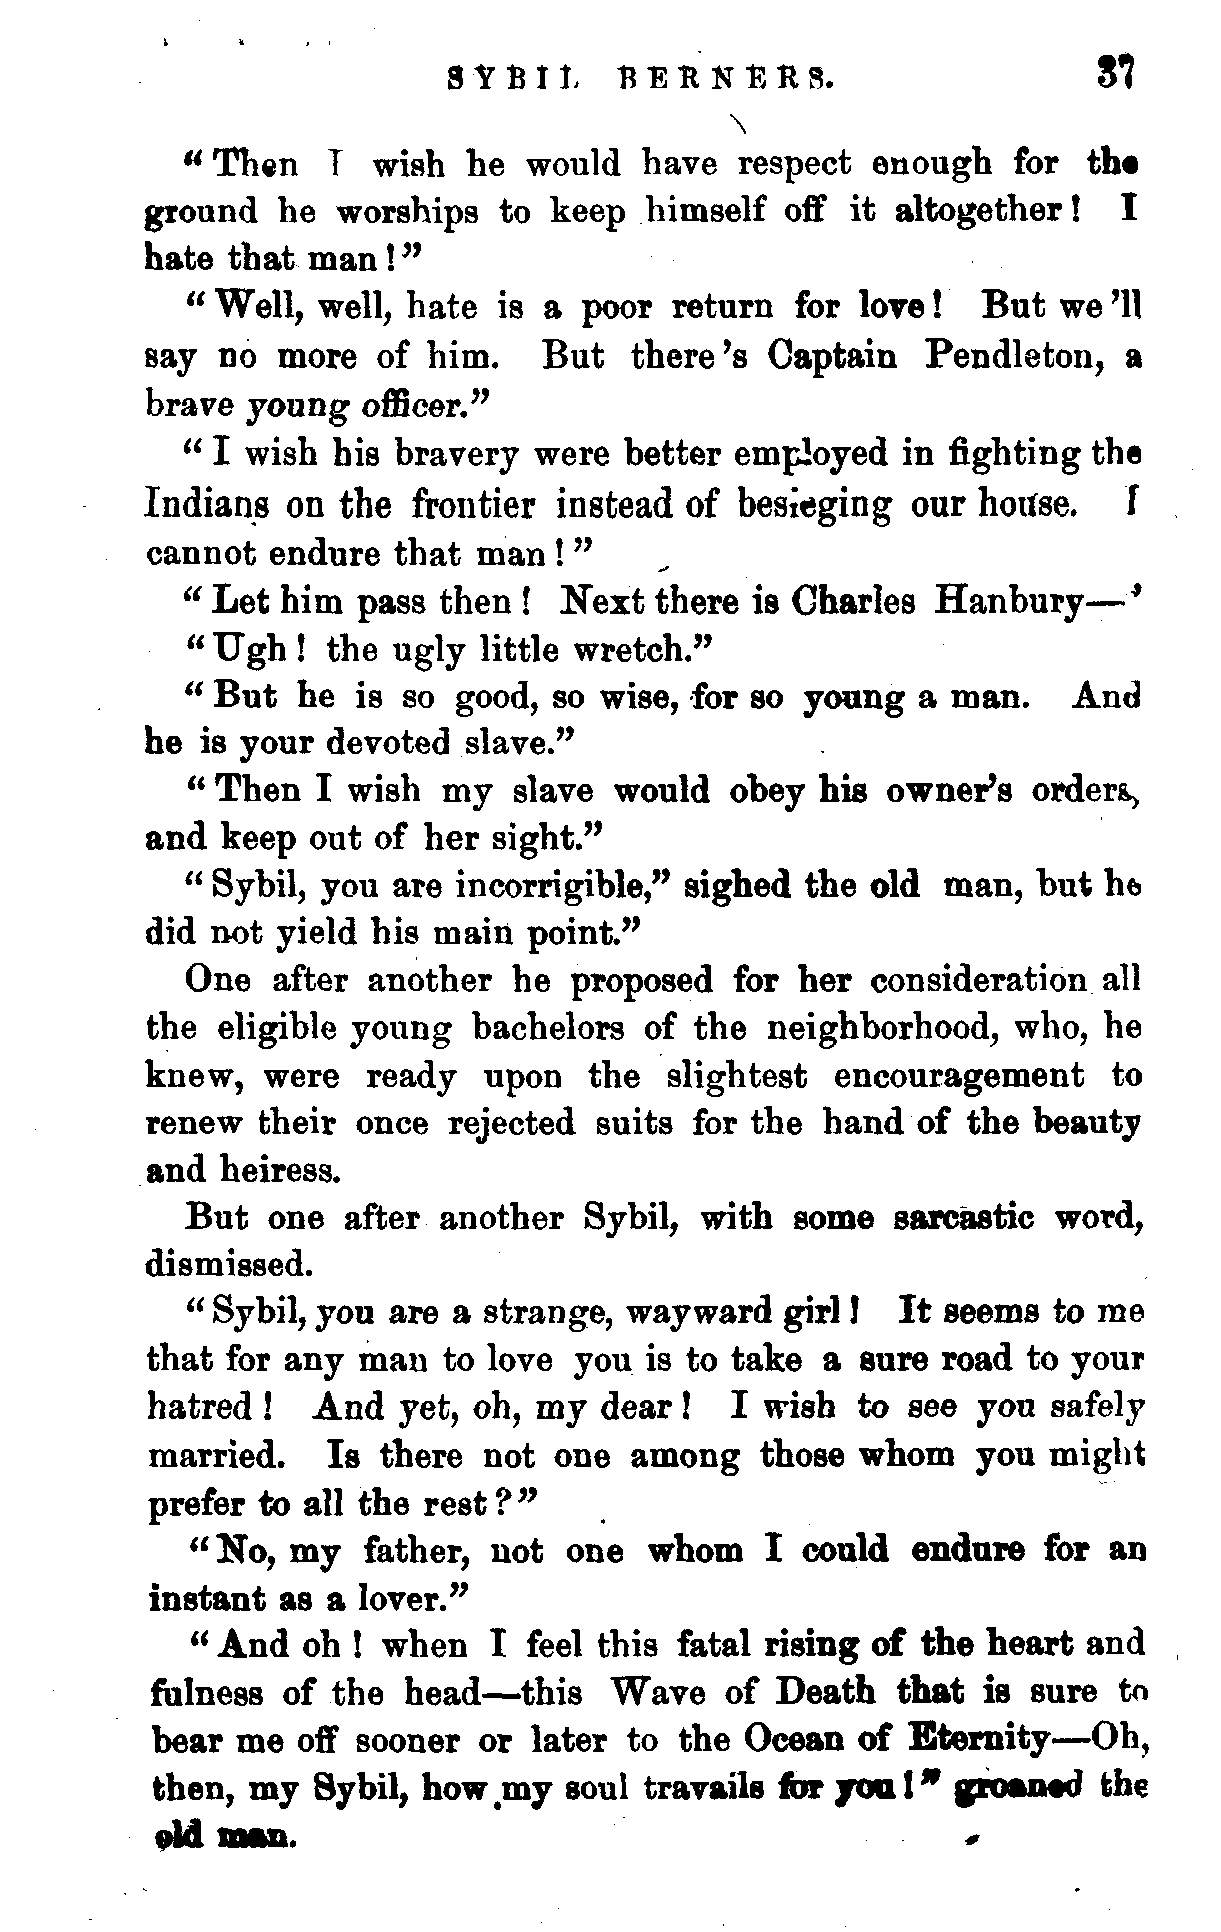 SYBIL BERNERS. 37
“Then I wish he would have respect enough for the
ground he worships to keep himself off it altogether! I
hate that man!”
“Well, well, hate is a poor return for love! But we’ll
say no more of him. But there’s Captain Pendleton, a
brave young officer.”
“I wish his bravery were better employed in fighting the
Indians on the frontier instead of besieging our house. I
cannot endure that man!”
“Let him pass then! Next there is Charles Hanbury—’
“Ugh! the ugly little wretch.”
“But he is so good, so wise, for so young a man. And
he is your devoted slave.”
“Then I wish my slave would obey his owner’s orders,
and keep out of her sight.”
“Sybil, you are incorrigible,” sighed the old man, but he
did not yield his main point.”
One after another he proposed for her consideration all
the eligible young bachelors of the neighborhood, who, he
knew, were ready upon the slightest encouragement to
renew their once rejected suits for the hand of the beauty
and heiress.
But one after another Sybil, with some sarcastic word,
dismissed.
“Sybil, you are a strange, wayward girl! It seems to me
that for any man to love you is to take a sure road to your
hatred! And yet, oh, my dear! I wish to see you safely
married. Is there not one among those whom you might
prefer to all the rest?”
“No, my father, not one whom I could endure for an
instant as a lover.”
“And oh! when I feel this fatal rising of the heart and
fulness of the head—this Wave of Death that is sure to
bear me off sooner or later to the Ocean of Eternity—Oh,
then, my Sybil, how my soul travails for you!” groaned the
old man.